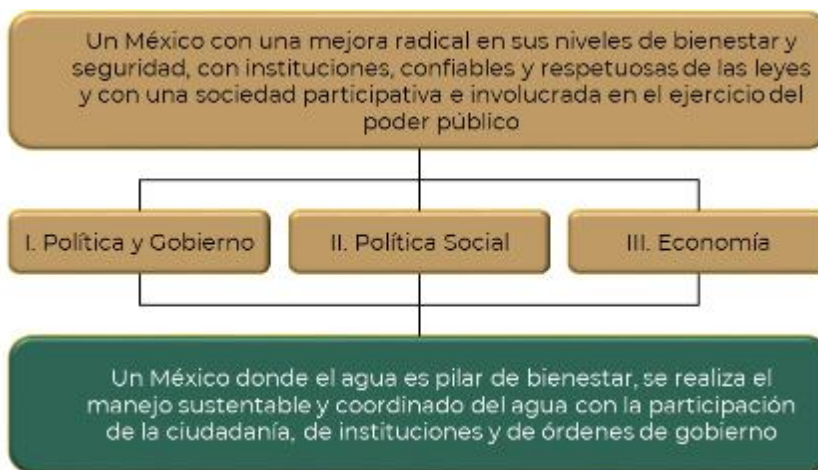 Un México con una mejora radical en sus niveles de bienestar y
seguridad, con instituciones, confiables y respetuosas de las leyes
y con una sociedad participativa e involucrada en el ejercicio del
poder público
I. Política y Gobierno
II. Política Social
III. Economía
Un México donde el agua es pilar de bienestar, se realiza el
manejo sustentable y coordinado del agua con la participación
de la ciudadanía, de instituciones y de órdenes de gobierno